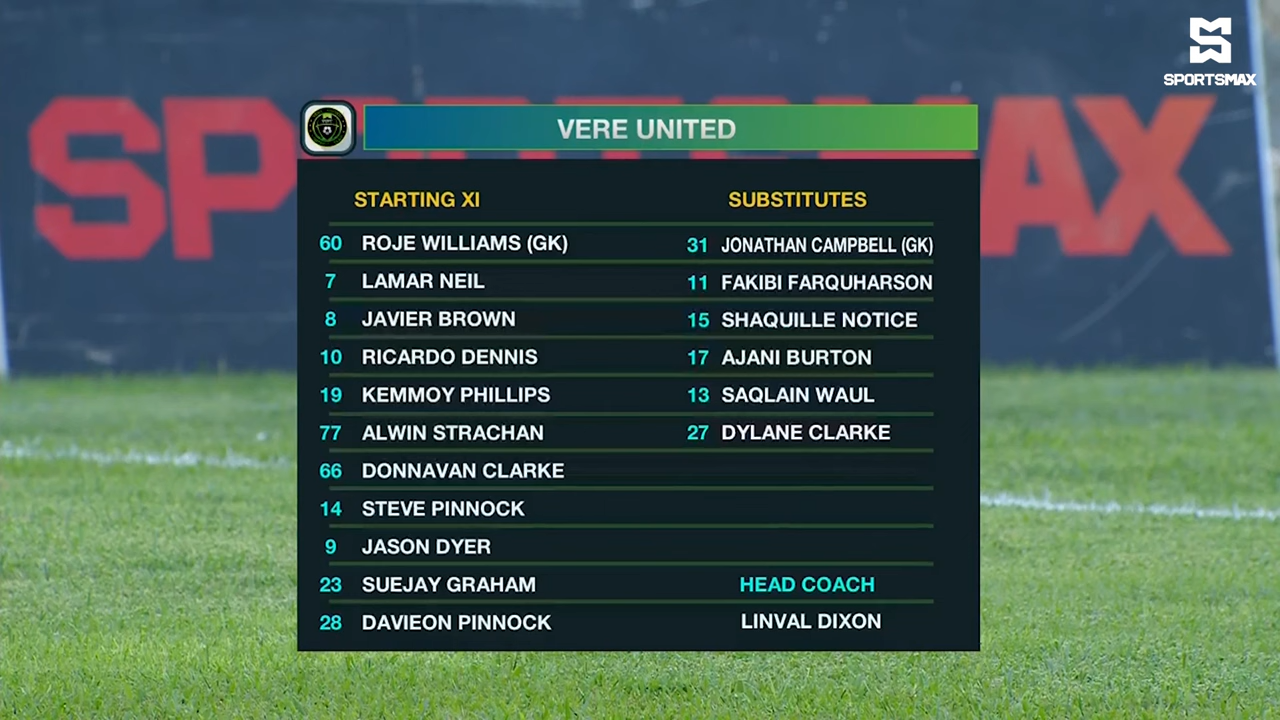 SPORTSMAX
VERE UNITED
STARTING XI
60 ROJE WILLIAMS (GK)
7 LAMAR NEIL
8 JAVIER BROWN
10 RICARDO DENNIS
19 KEMMOY PHILLIPS
77 ALWIN STRACHAN
66 DONNAVAN CLARKE
14 STEVE PINNOCK
9 JASON DYER
23 SUEJAY GRAHAM
28 DAVIEON PINNOCK
SUBSTITUTES
31 JONATHAN CAMPBELL (GK)
11 FAKIBI FARQUHARSON
15 SHAQUILLE NOTICE
17 AJANI BURTON
13 SAQLAIN WAUL
27 DYLANE CLARKE
HEAD COACH
LINVAL DIXON
SPORTSMAX